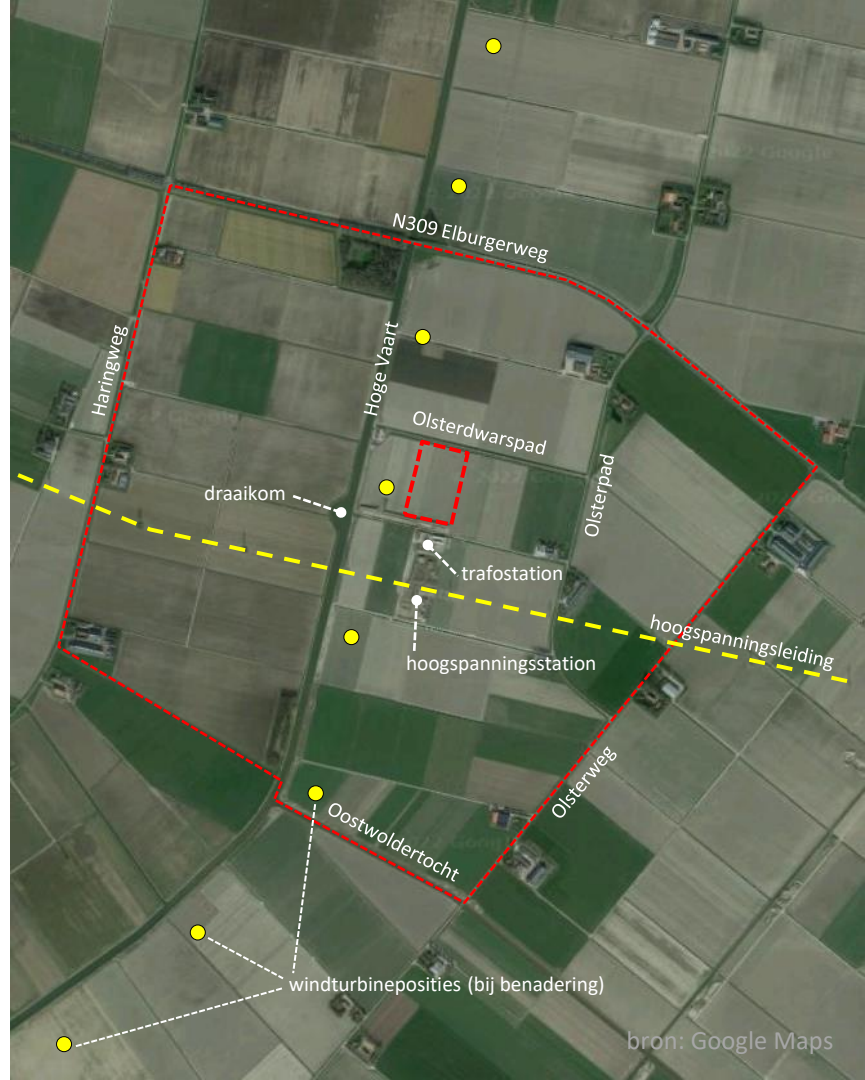 N309 Elburgerweg
Haringweg
Hoge Vaart
Olsterdwarspad
draaikom
Olsterpad
trafostation
hoogspanningsleiding
hoogspanningsstation
Olsterweg
Oostwoldertocht
windturbineposities (bij benadering)
bron: Google Maps